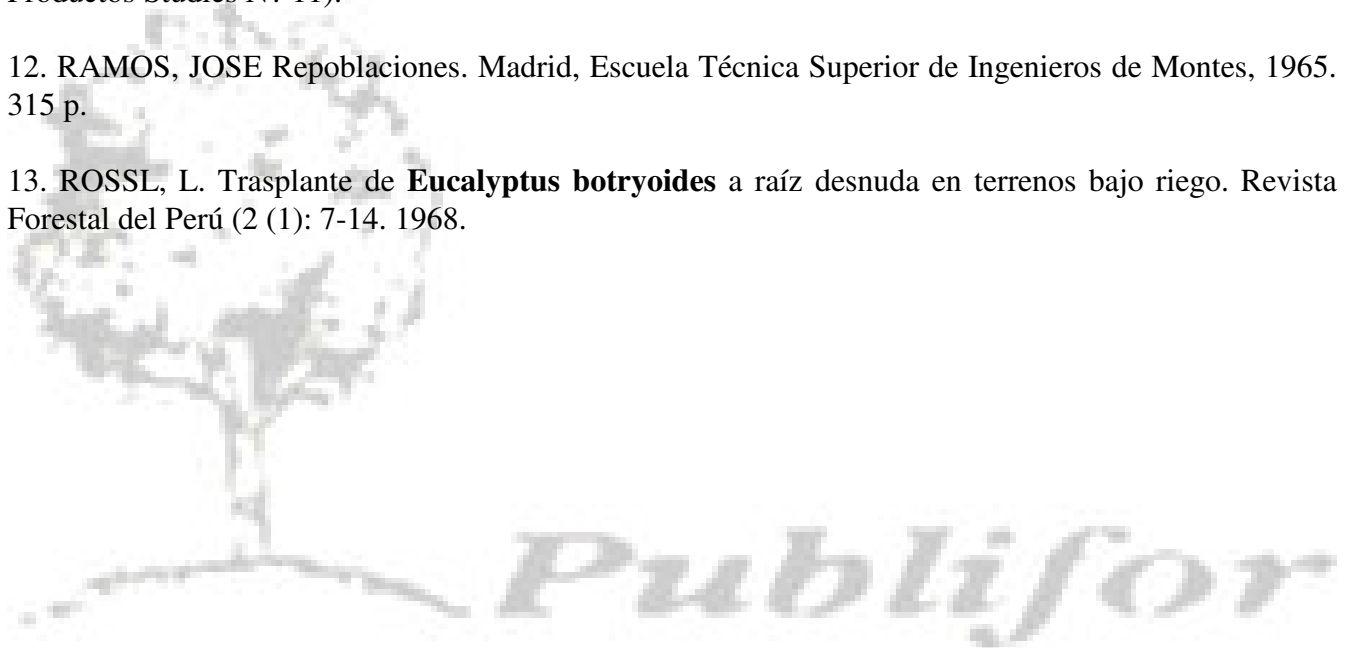 Productos Studies Nº 11).
12. RAMOS, JOSE Repoblaciones. Madrid, Escuela Técnica Superior de Ingenieros de Montes, 1965.
315 p.
13. ROSSL, L. Trasplante de Eucalyptus botryoides a raíz desnuda en terrenos bajo riego. Revista
Forestal del Perú (2 (1): 7-14. 1968.
Publifor